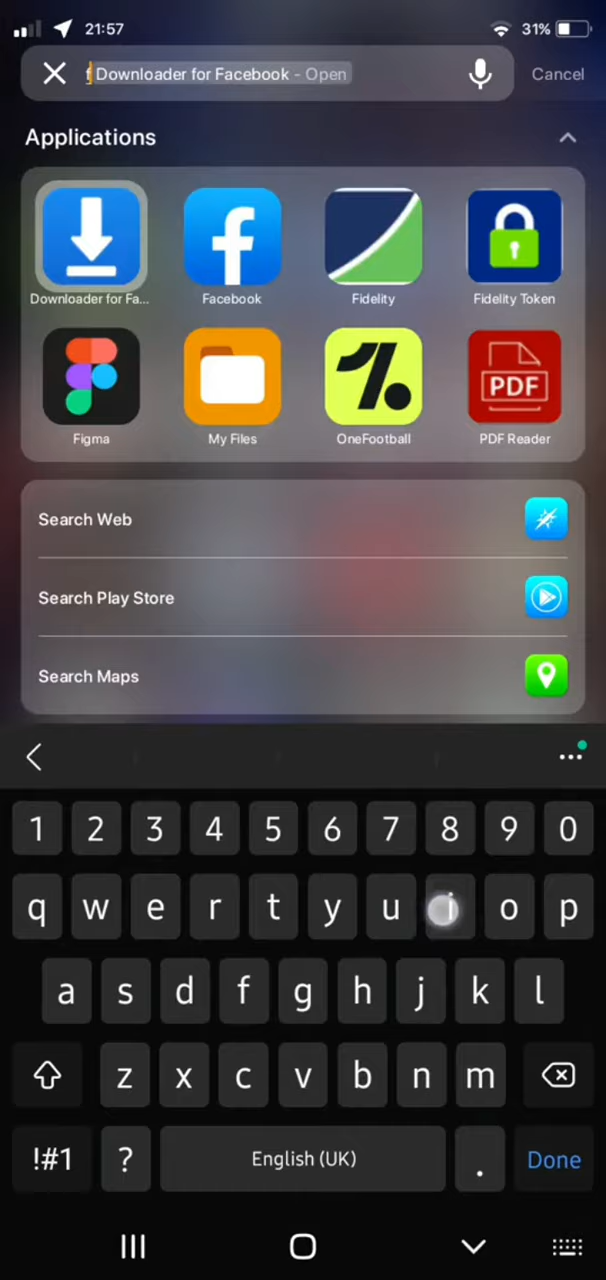 21:57 31%
f Downloader for Facebook - Open Cancel
Applications
Downloader for Fa... Facebook Fidelity Fidelity Token
PDF
Figma My Files OneFootball PDF Reader
Search Web
Search Play Store
Search Maps
1 2 3 4 5 6 7 8 9 0
q w e r t y u i o p
a s d f g h j k l
z x c v b n m
!#1 ? English (UK) . Done